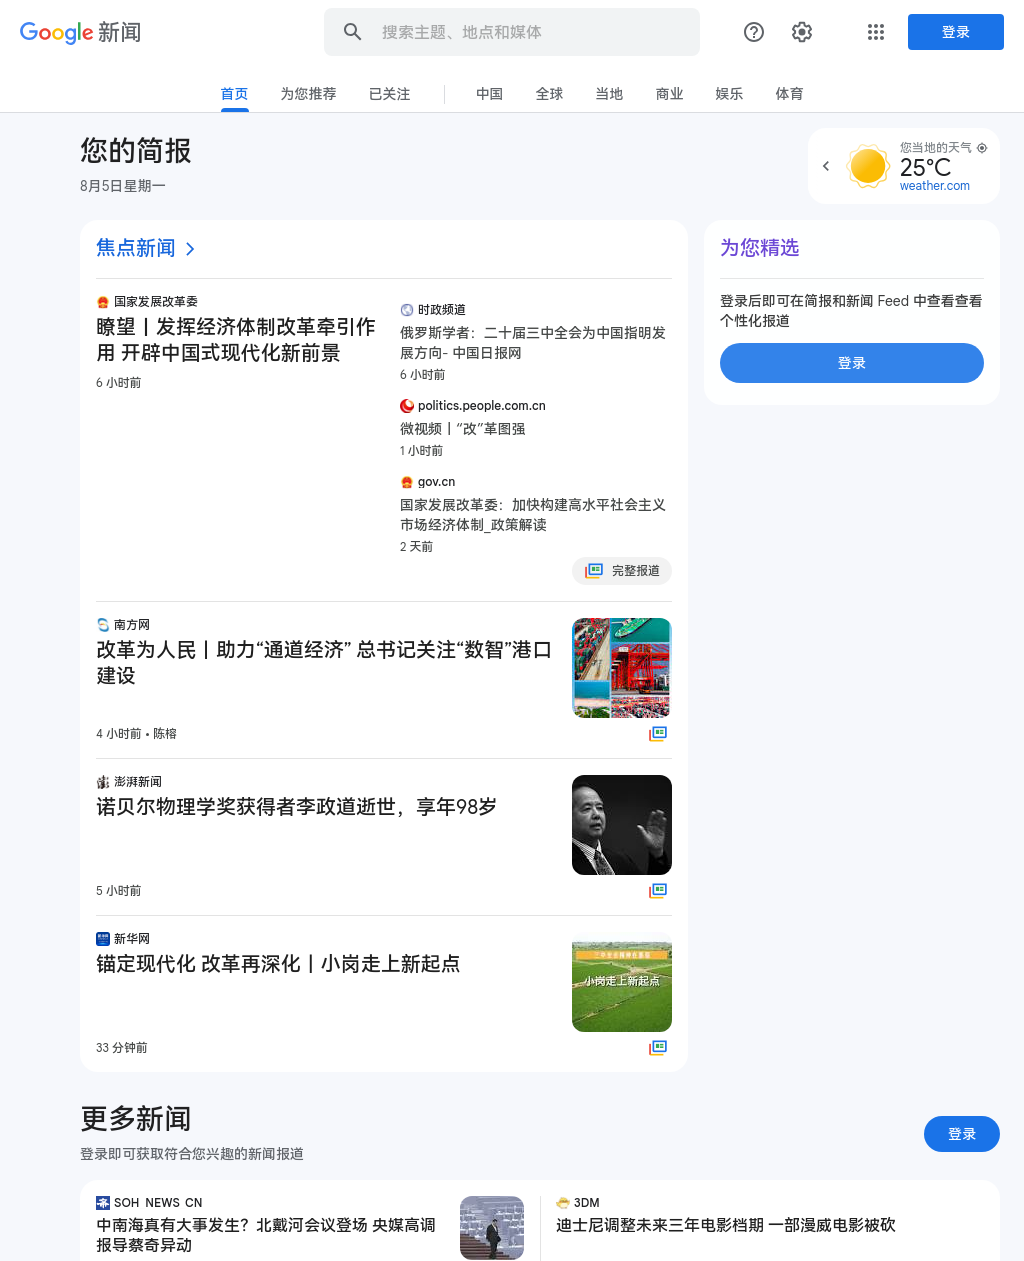 Google 新闻
搜索主题、地点和媒体
登录
首页
为您推荐
已关注
中国
全球
当地
商业
娱乐
体育
您的简报
8月5日星期一
您当地的天气
25°C
weather.com
焦点新闻
国家发展改革委
瞭望丨发挥经济体制改革牵引作
用 开辟中国式现代化新前景
6 小时前
时政频道
俄罗斯学者：二十届三中全会为中国指明发
展方向- 中国日报网
6 小时前
politics.people.com.cn
微视频丨“改”革图强
1 小时前
gov.cn
国家发展改革委：加快构建高水平社会主义
市场经济体制_政策解读
2 天前
完整报道
南方网
改革为人民丨助力“通道经济” 总书记关注“数智”港口
建设
4 小时前 • 陈榕
澎湃新闻
诺贝尔物理学奖获得者李政道逝世，享年98岁
5 小时前
新华网
锚定现代化 改革再深化丨小岗走上新起点
小岗走上新起点
33 分钟前
为您精选
登录后即可在简报和新闻 Feed 中查看查看
个性化报道
登录
更多新闻
登录即可获取符合您兴趣的新闻报道
登录
SOH_NEWS_CN
中南海真有大事发生？北戴河会议登场 央媒高调
报导蔡奇异动
3DM
迪士尼调整未来三年电影档期 一部漫威电影被砍